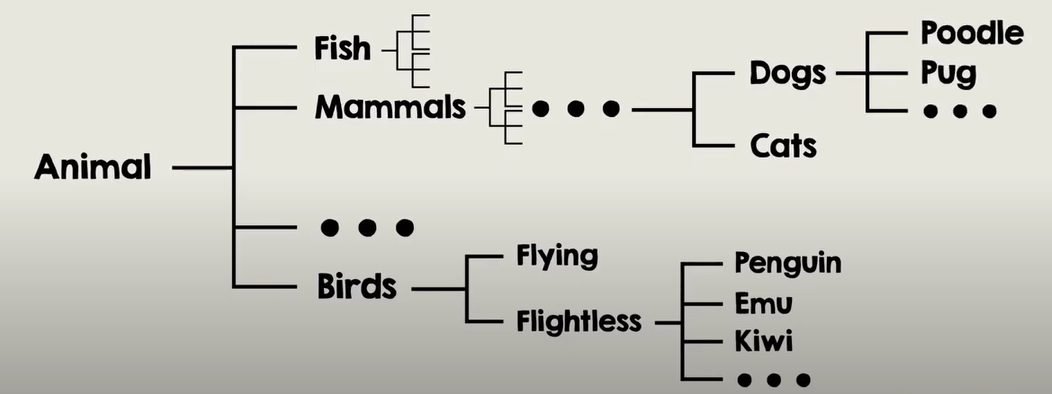 Animal
Fish
Mammals
● ● ●
Dogs
Poodle
Pug
● ● ●
Cats
● ● ●
Birds
Flying
Flightless
Penguin
Emu
Kiwi
● ● ●